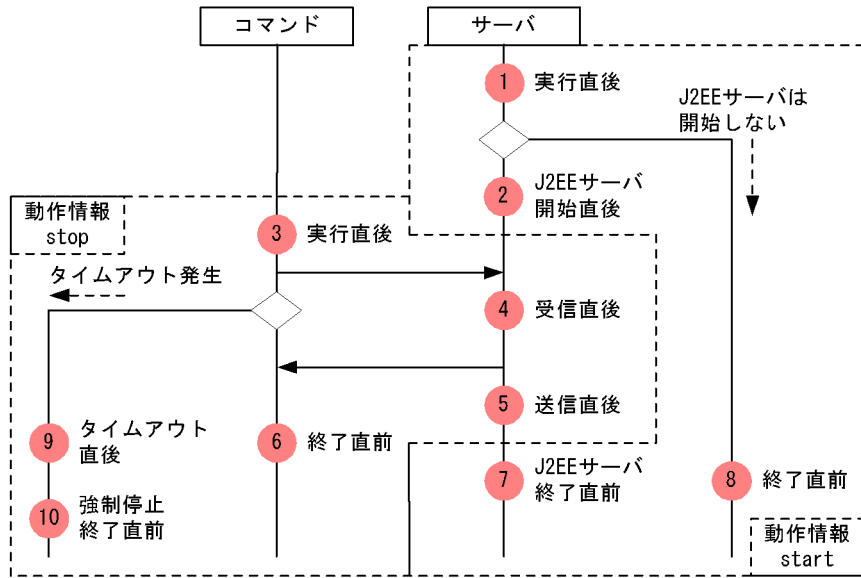 コマンド
サーバ
1 実行直後
J2EEサーバは
開始しない
2 J2EEサーバ
開始直後
動作情報
stop
3 実行直後
タイムアウト発生
4 受信直後
5 送信直後
9 タイムアウト
直後
6 終了直前
7 J2EEサーバ
終了直前
8 終了直前
10 強制停止
終了直前
動作情報
start